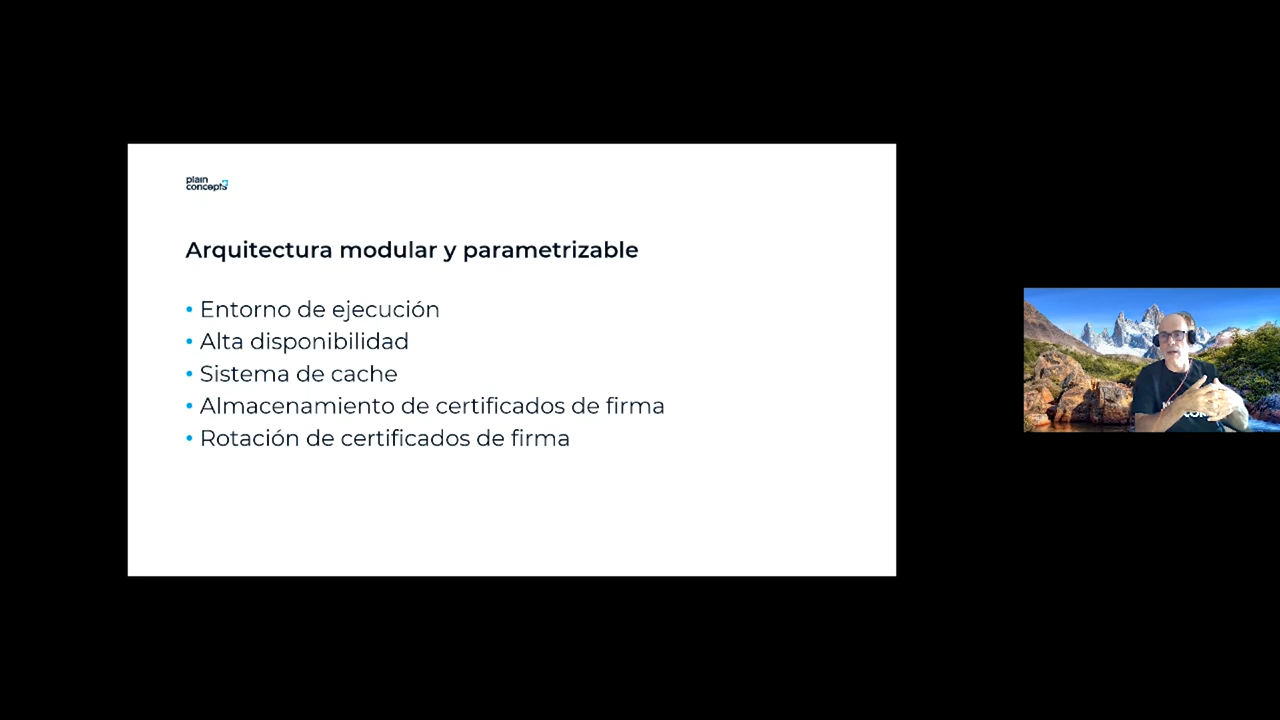 plain
concepts
Arquitectura modular y parametrizable
• Entorno de ejecución
• Alta disponibilidad
• Sistema de cache
• Almacenamiento de certificados de firma
• Rotación de certificados de firma